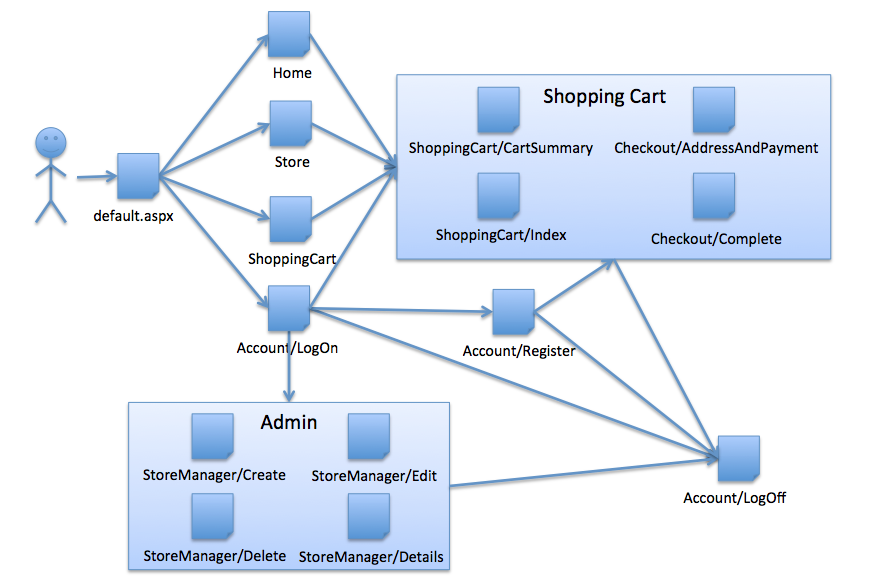 Home
Shopping Cart
ShoppingCart/CartSummary
Checkout/AddressAndPayment
Store
default.aspx
ShoppingCart
ShoppingCart/Index
Checkout/Complete
Account/LogOn
Account/Register
Admin
StoreManager/Create
StoreManager/Edit
Account/LogOff
StoreManager/Delete
StoreManager/Details